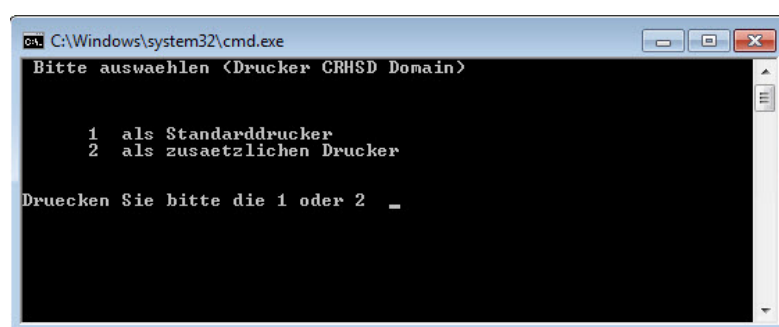 C:\Windows\system32\cmd.exe
Bitte auswaehlen (Drucker CRHSD Domain)
1 als Standarddrucker
2 als zusaetzlichen Drucker
Druecken Sie bitte die 1 oder 2 _